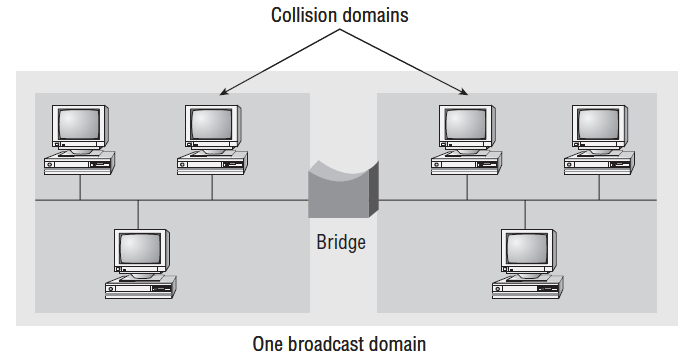 Collision domains
Bridge
One broadcast domain